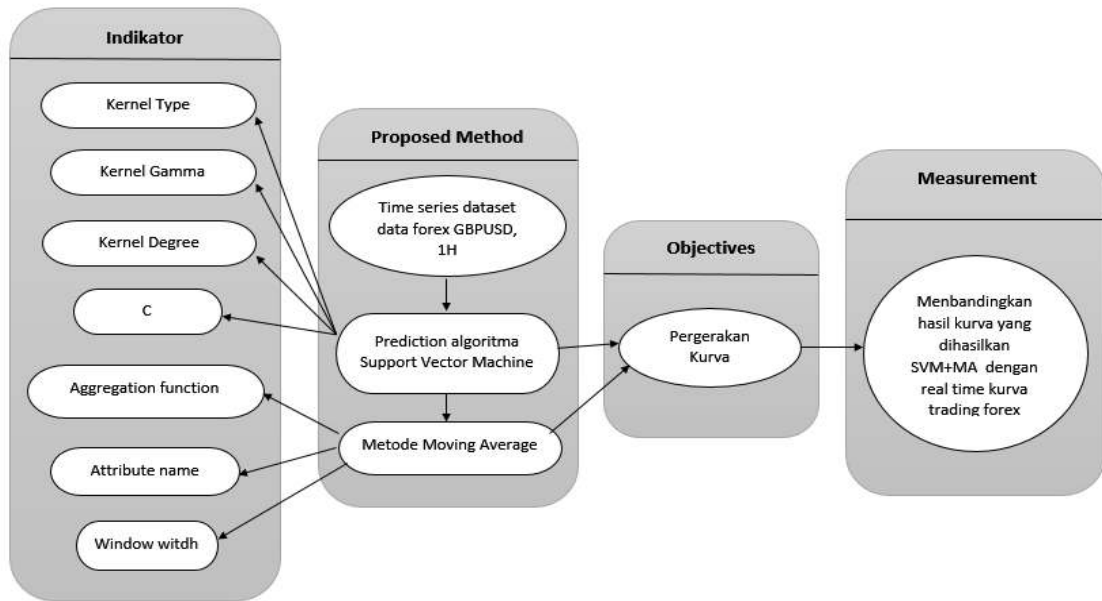 Indikator
Kernel Type
Kernel Gamma
Kernel Degree
C
Aggregation function
Attribute name
Window witdh
Proposed Method
Time series dataset
data forex GBPUSD,
1H
Prediction algoritma
Support Vector Machine
Metode Moving Average
Objectives
Pergerakan
Kurva
Measurement
Menbandingkan
hasil kurva yang
dihasilkan
SVM+MA dengan
real time kurva
trading forex